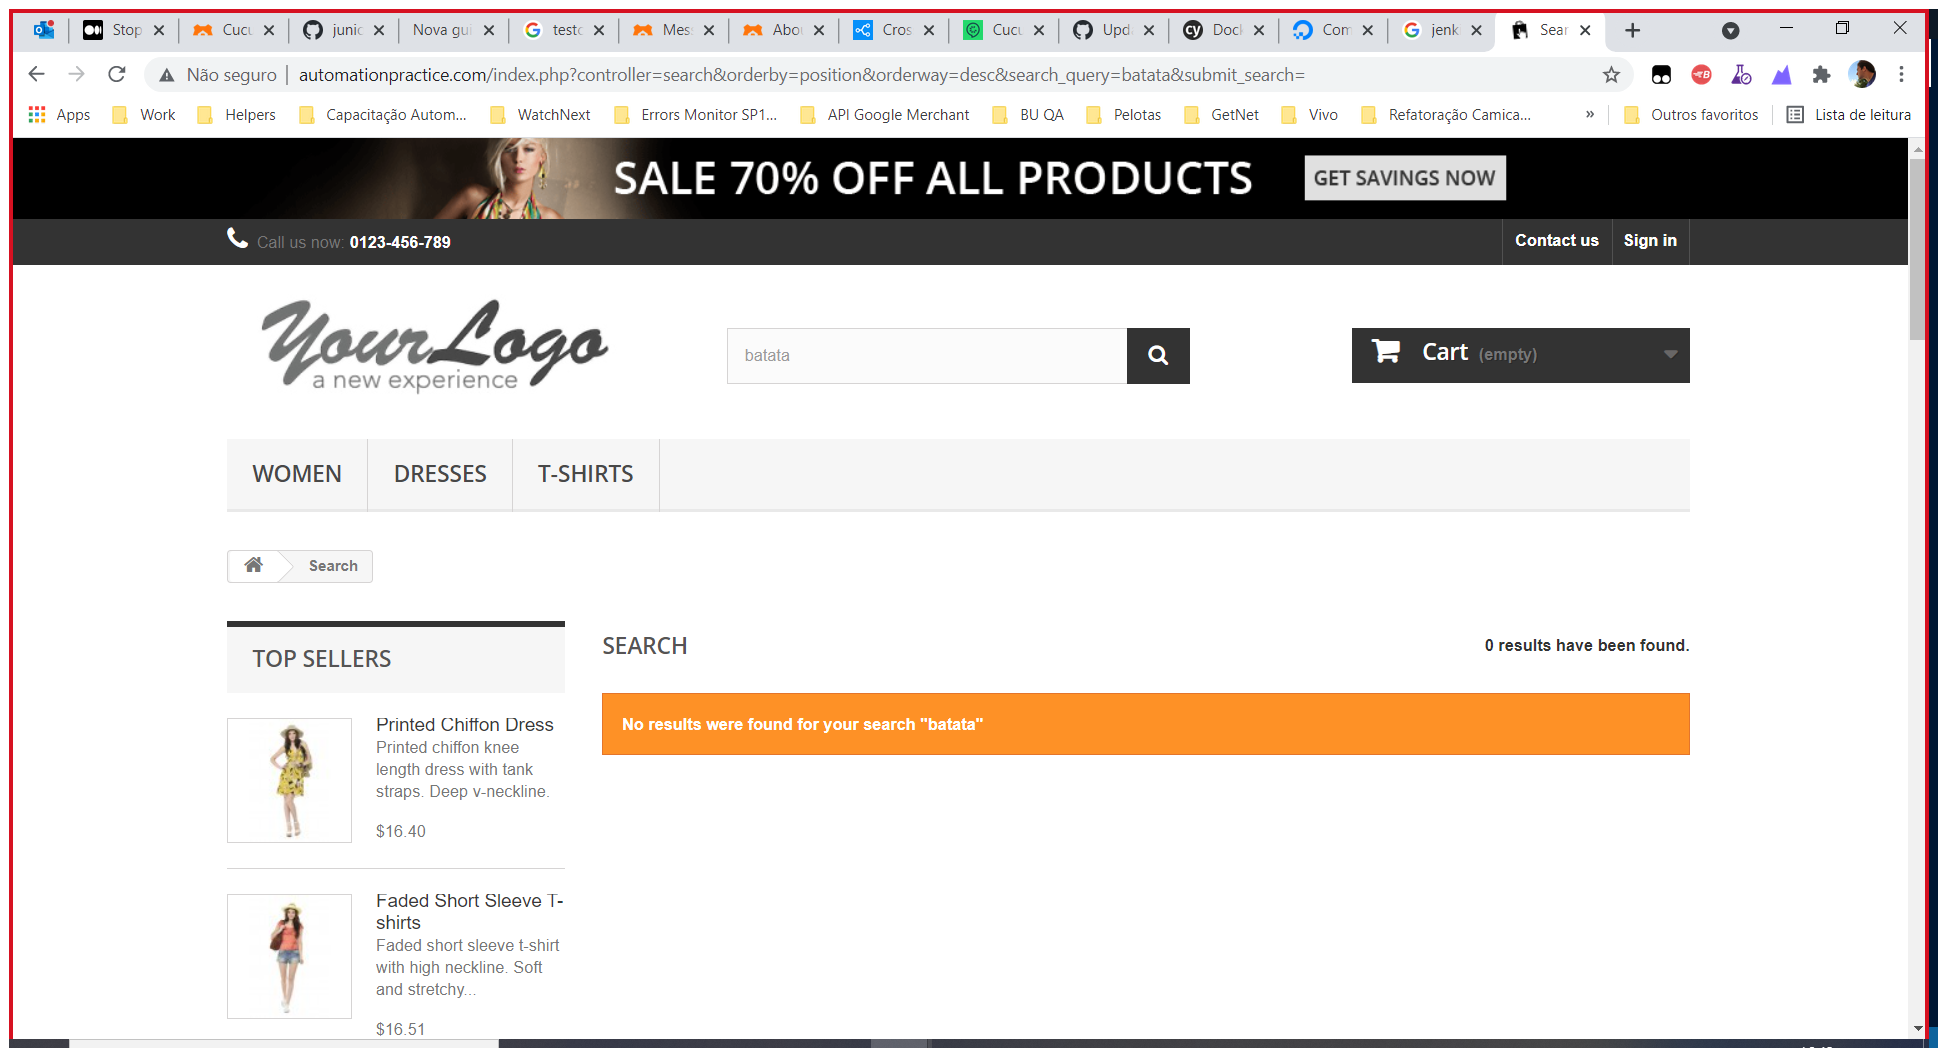 Stop
Cucu
junic
Nova gui
testc
Mess
Abou
Cros
Cucu
Upda
Dock
Com
jenk
Sear
Não seguro
automationpractice.com/index.php?controller=search&orderby=position&orderway=desc&search_query=batata&submit_search=
Apps
Work
Helpers
Capacitação Autom...
WatchNext
Errors Monitor SP1...
API Google Merchant
BU QA
Pelotas
GetNet
Vivo
Refatoração Camica...
»
Outros favoritos
Lista de leitura
SALE 70% OFF ALL PRODUCTS
GET SAVINGS NOW
Call us now: 0123-456-789
Contact us
Sign in
YourLogo
a new experience
batata
Cart (empty)
WOMEN
DRESSES
T-SHIRTS
Search
TOP SELLERS
SEARCH
0 results have been found.
No results were found for your search "batata"
Printed Chiffon Dress
Printed chiffon knee
length dress with tank
straps. Deep v-neckline.
$16.40
Faded Short Sleeve T-
shirts
Faded short sleeve t-shirt
with high neckline. Soft
and stretchy...
$16.51